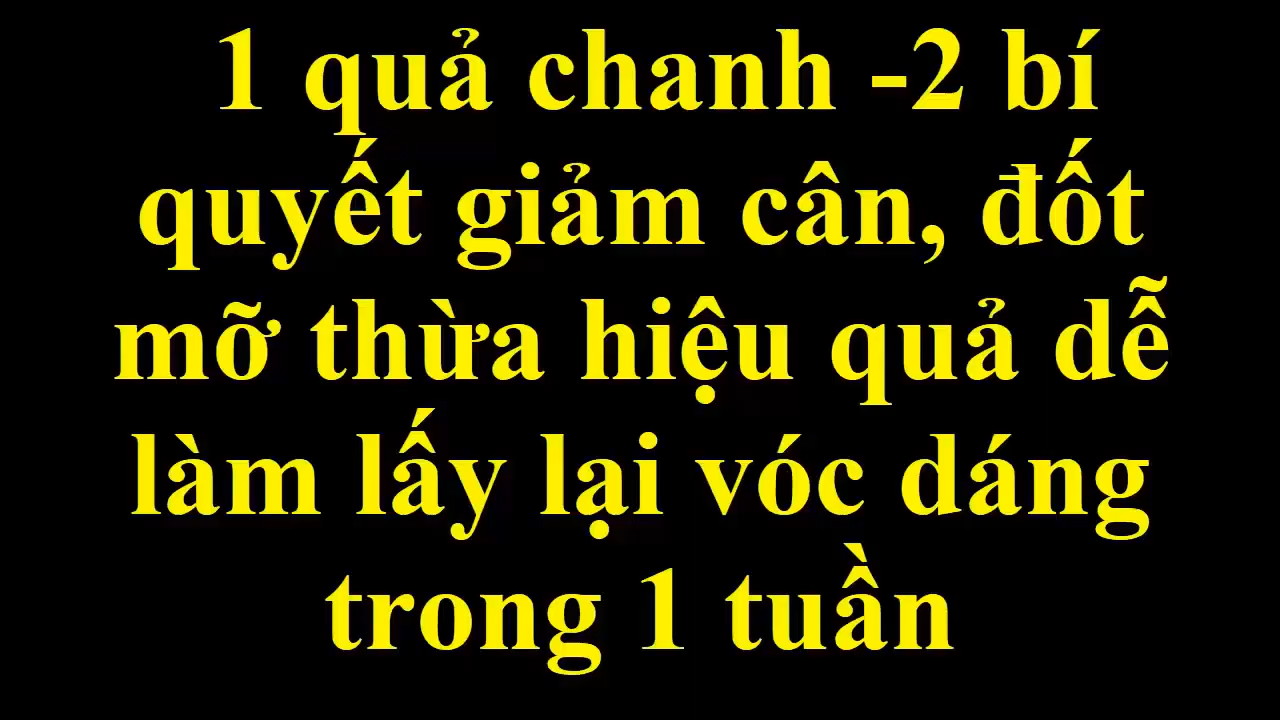 1 quả chanh -2 bí
quyết giảm cân, đốt
mỡ thừa hiệu quả dễ
làm lấy lại vóc dáng
trong 1 tuần